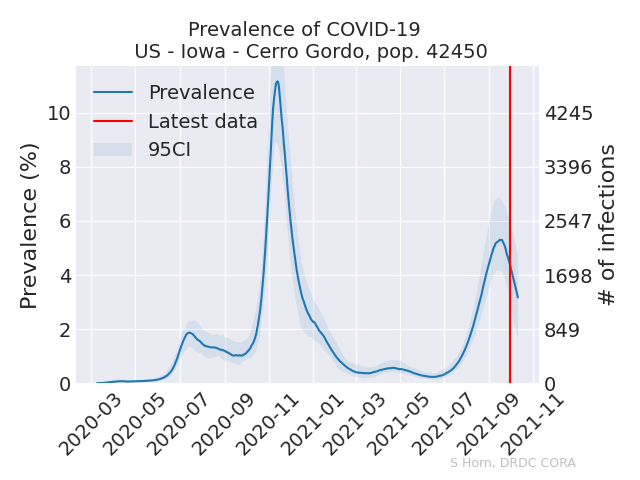 Prevalence of COVID-19
US - Iowa - Cerro Gordo, pop. 42450
Prevalence
Latest data
95CI
Prevalence (%)
10
8
6
4
2
0
4245
3396
2547
1698
849
0
# of infections
2020-03
2020-05
2020-07
2020-09
2020-11
2021-01
2021-03
2021-05
2021-07
2021-09
2021-11
S Horn, DRDC CORA